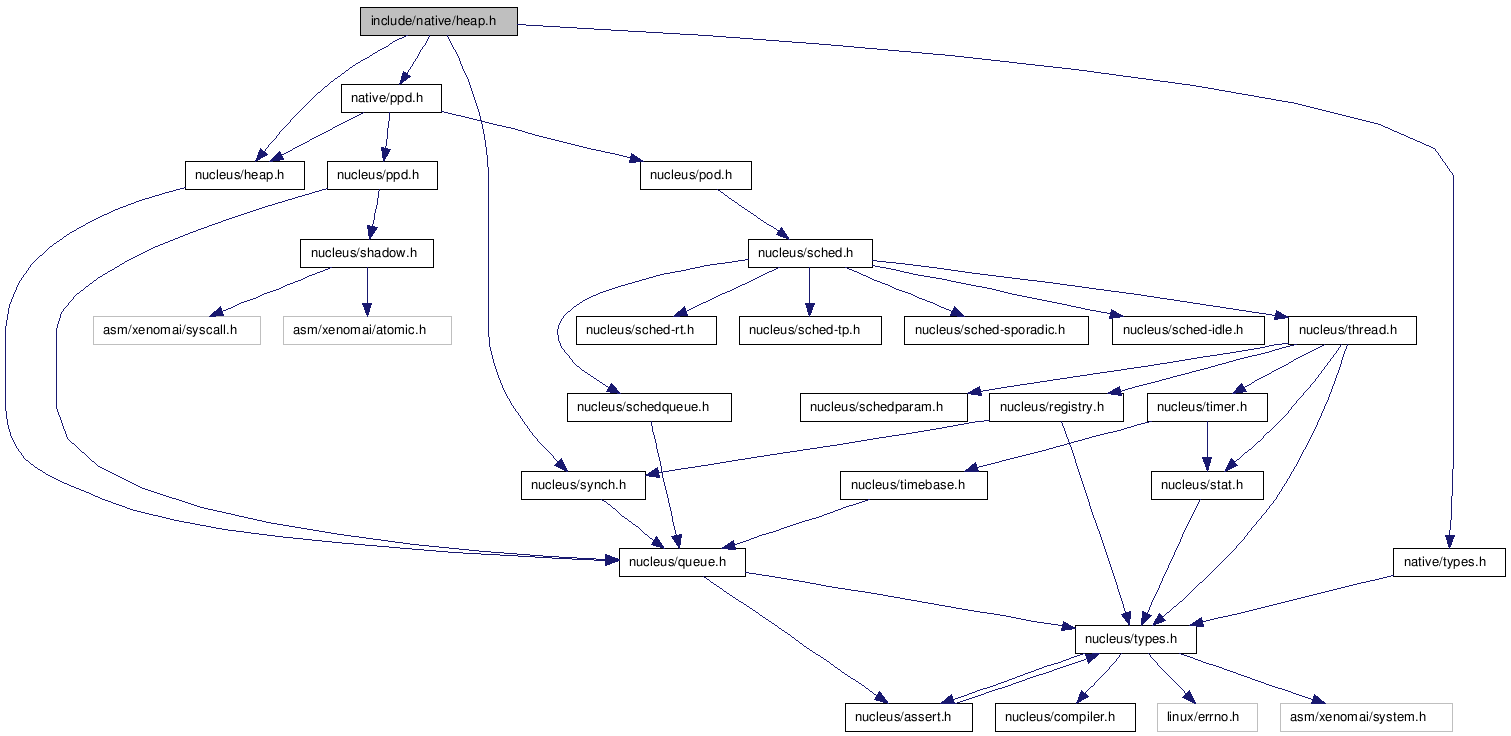 include/native/heap.h
native/ppd.h
nucleus/heap.h
nucleus/ppd.h
nucleus/pod.h
nucleus/shadow.h
nucleus/sched.h
asm/xenomai/syscall.h
asm/xenomai/atomic.h
nucleus/sched-rt.h
nucleus/sched-tp.h
nucleus/sched-sporadic.h
nucleus/sched-idle.h
nucleus/thread.h
nucleus/schedqueue.h
nucleus/schedparam.h
nucleus/registry.h
nucleus/timer.h
nucleus/synch.h
nucleus/timebase.h
nucleus/stat.h
nucleus/queue.h
native/types.h
nucleus/types.h
nucleus/assert.h
nucleus/compiler.h
linux/errno.h
asm/xenomai/system.h